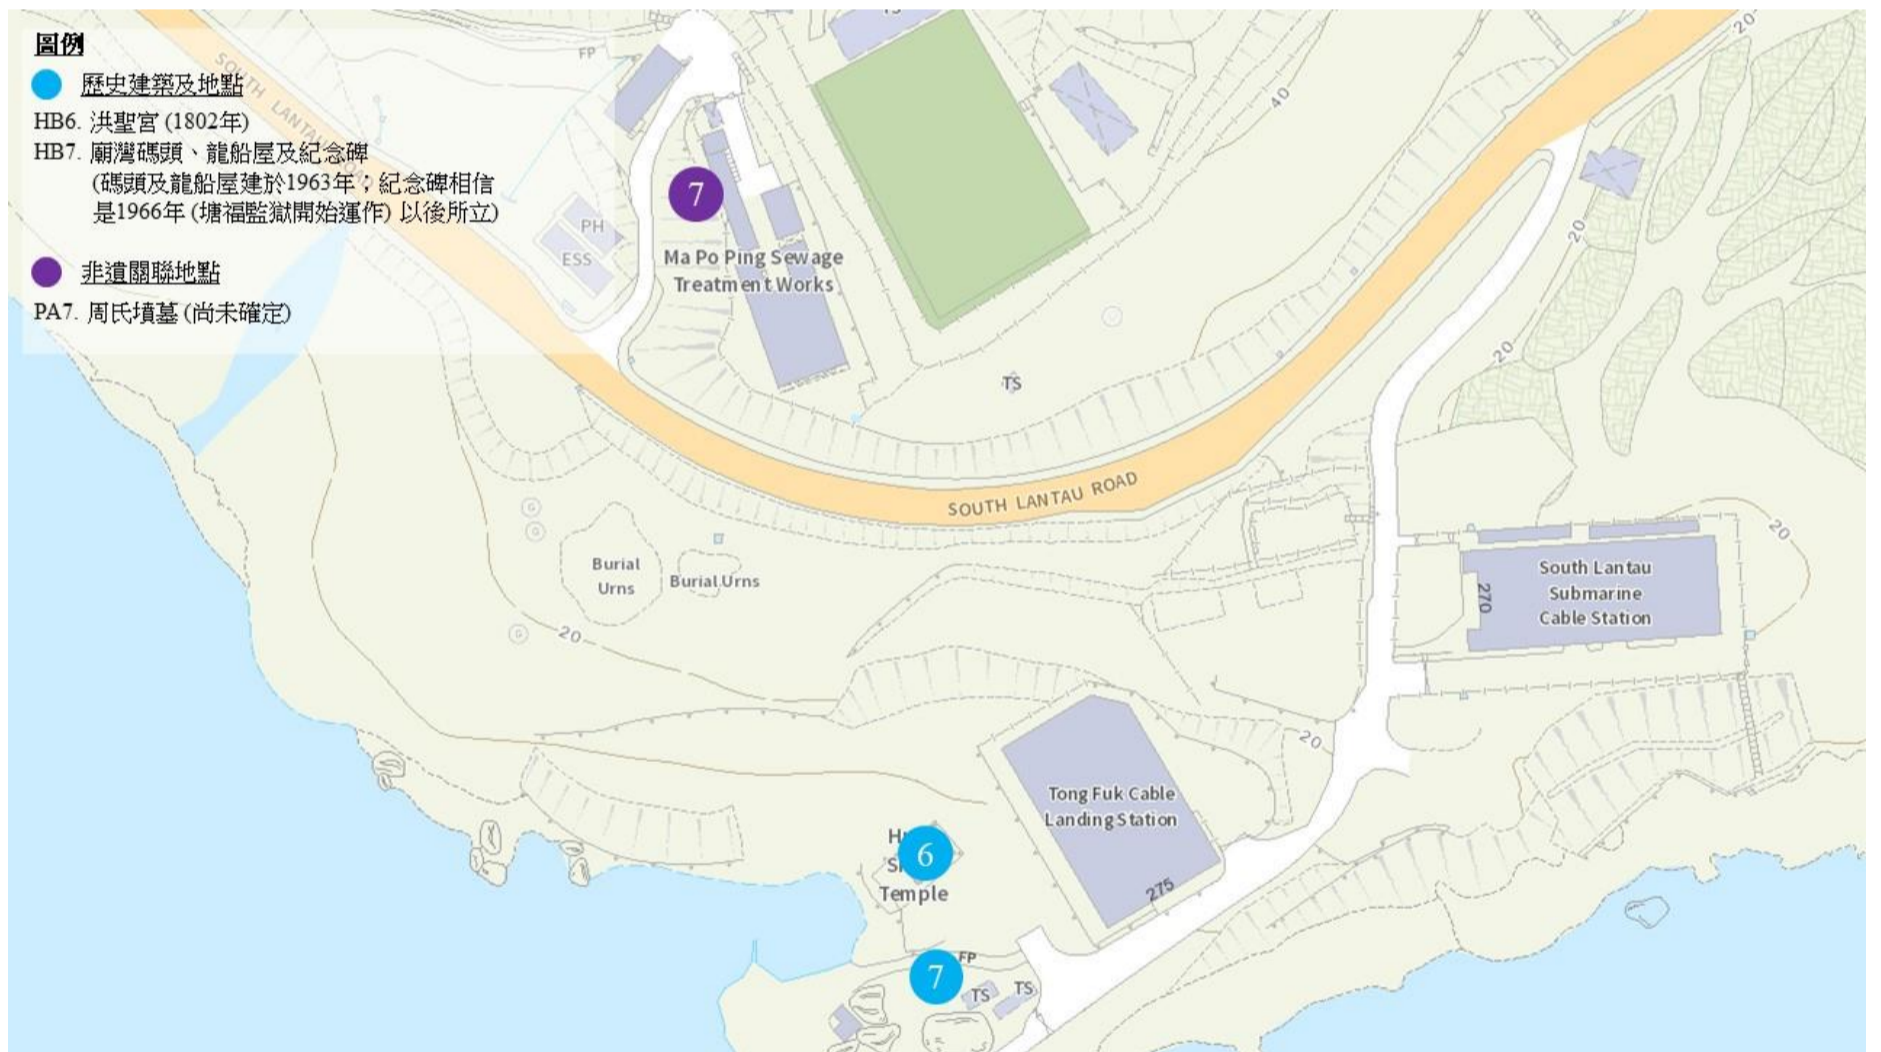 圖例
歷史建築及地點
HB6. 洪聖宮 (1802年)
HB7. 廟灣碼頭、龍船屋及紀念碑
(碼頭及龍船屋建於1963年；紀念碑相信
是1966年 (塘福監獄開始運作) 以後所立)
非遺關聯地點
PA7. 周氏墳墓 (尚未確定)
SOUTH LANTAU ROAD
FP
PH
ESS
7
Ma Po Ping Sewage
Treatment Works
40
20
20
20
TS
SOUTH LANTAU ROAD
Burial
Urns
Burial Urns
G
G
G
G
20
20
270
South Lantau
Submarine
Cable Station
20
Tong Fuk Cable
Landing Station
275
6
Temple
7
FP
TS
TS